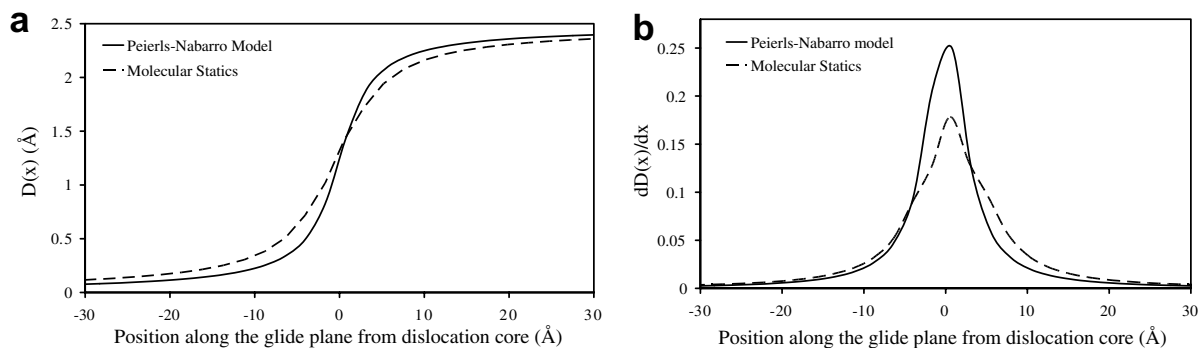 a
Peierls-Nabarro Model
Molecular Statics
D(x) (Å)
2.5
2
1.5
1
0.5
0
-30 -20 -10 0 10 20 30
Position along the glide plane from dislocation core (Å)
b
Peierls-Nabarro model
Molecular Statics
dD(x)/dx
0.25
0.2
0.15
0.1
0.05
0
-30 -20 -10 0 10 20 30
Position along the glide plane from dislocation core (Å)